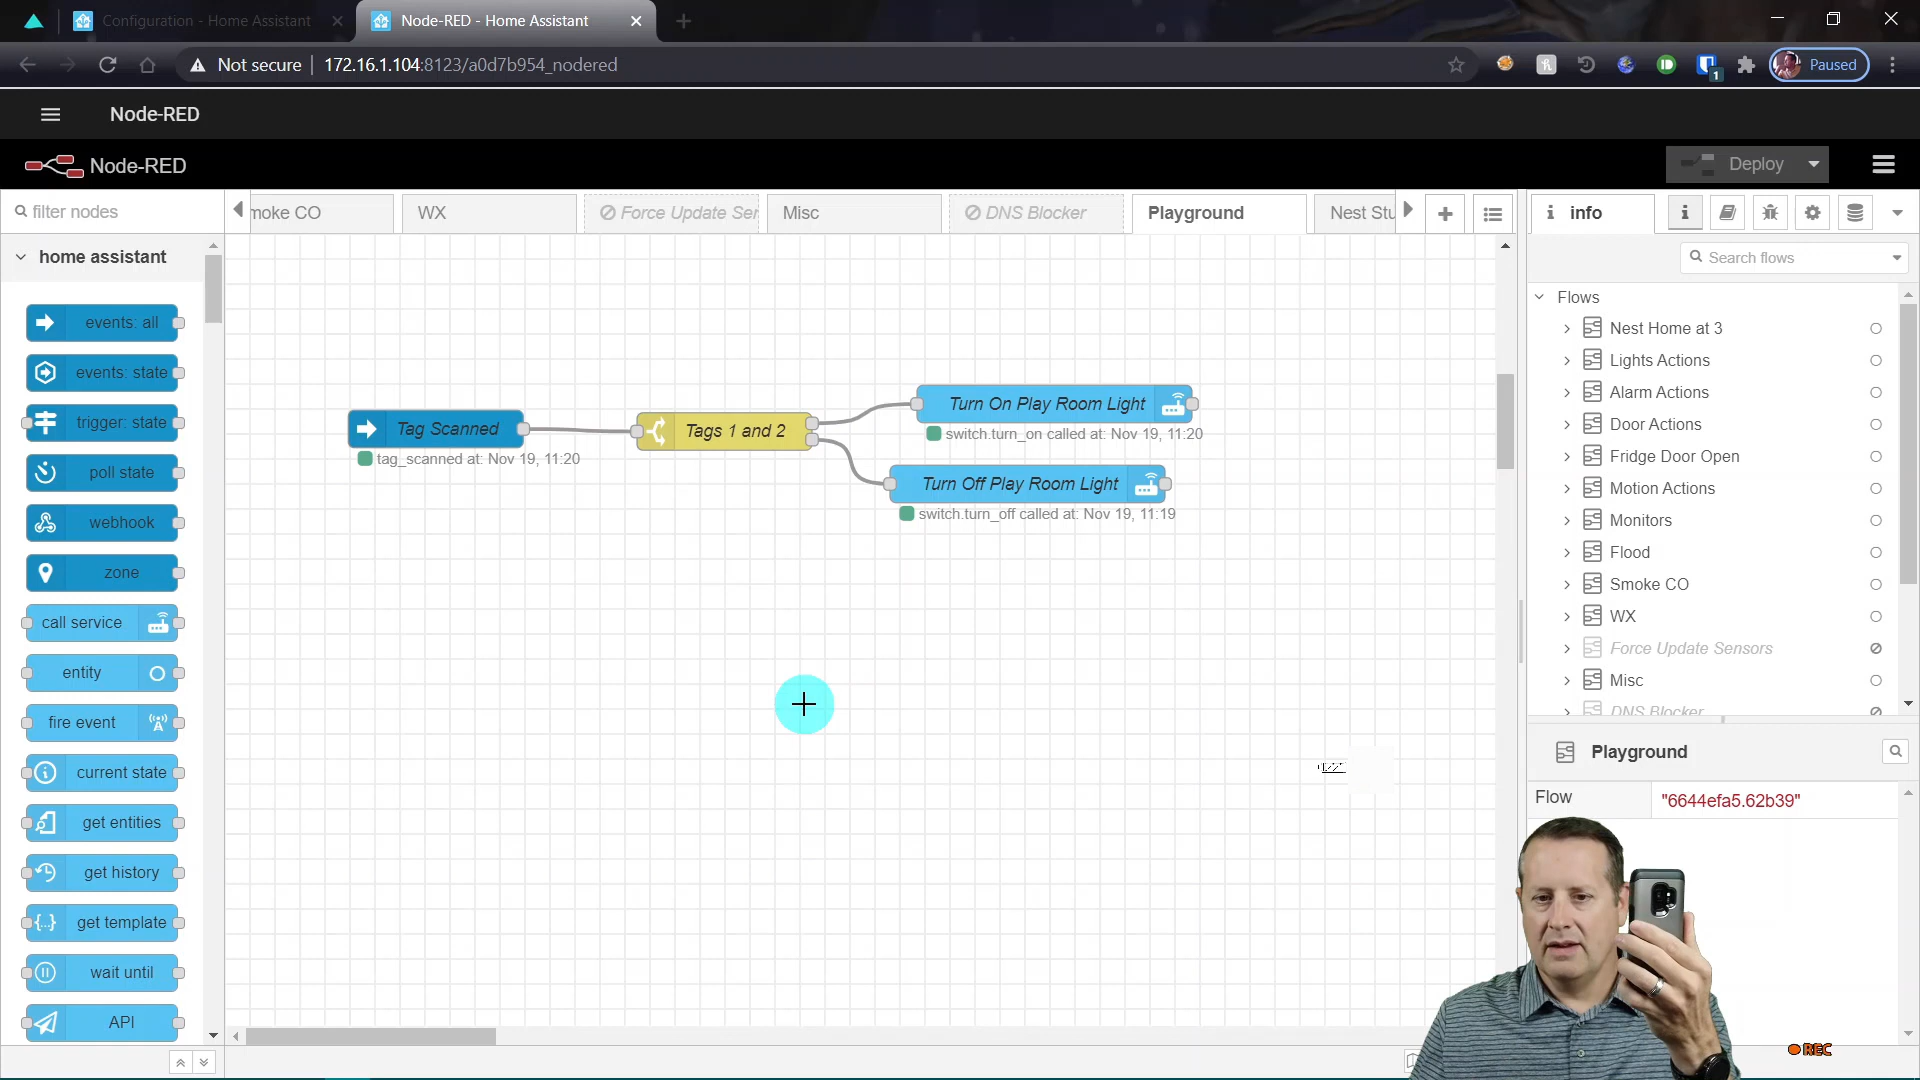 Configuration - Home Assistant
Node-RED - Home Assistant
Not secure
172.16.1.104:8123/a0d7b954_nodered
1
Paused
Node-RED
Node-RED
Deploy
filter nodes
moke CO
WX
Force Update Ser
Misc
DNS Blocker
Playground
Nest Stu
info
Search flows
home assistant
events: all
events: state
trigger: state
poll state
webhook
zone
call service
entity
fire event
current state
get entities
get history
get template
wait until
API
Tag Scanned
tag_scanned at: Nov 19, 11:20
Tags 1 and 2
Turn On Play Room Light
switch.turn_on called at: Nov 19, 11:20
Turn Off Play Room Light
switch.turn_off called at: Nov 19, 11:19
Flows
Nest Home at 3
Lights Actions
Alarm Actions
Door Actions
Fridge Door Open
Motion Actions
Monitors
Flood
Smoke CO
WX
Force Update Sensors
Misc
DNS Blocker
Playground
Flow
"6644efa5.62b39"
REC